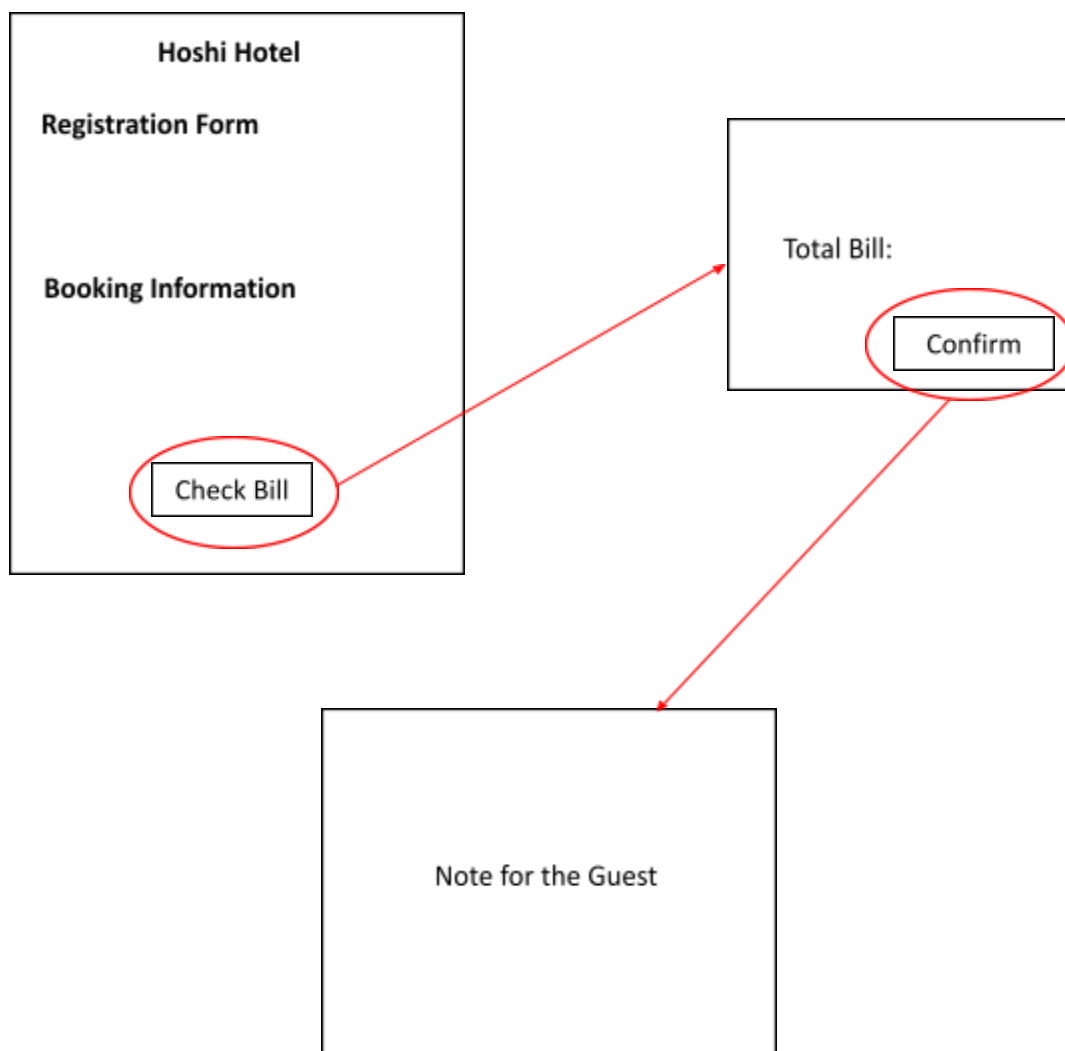 Hoshi Hotel
Registration Form
Booking Information
Check Bill
Total Bill:
Confirm
Note for the Guest